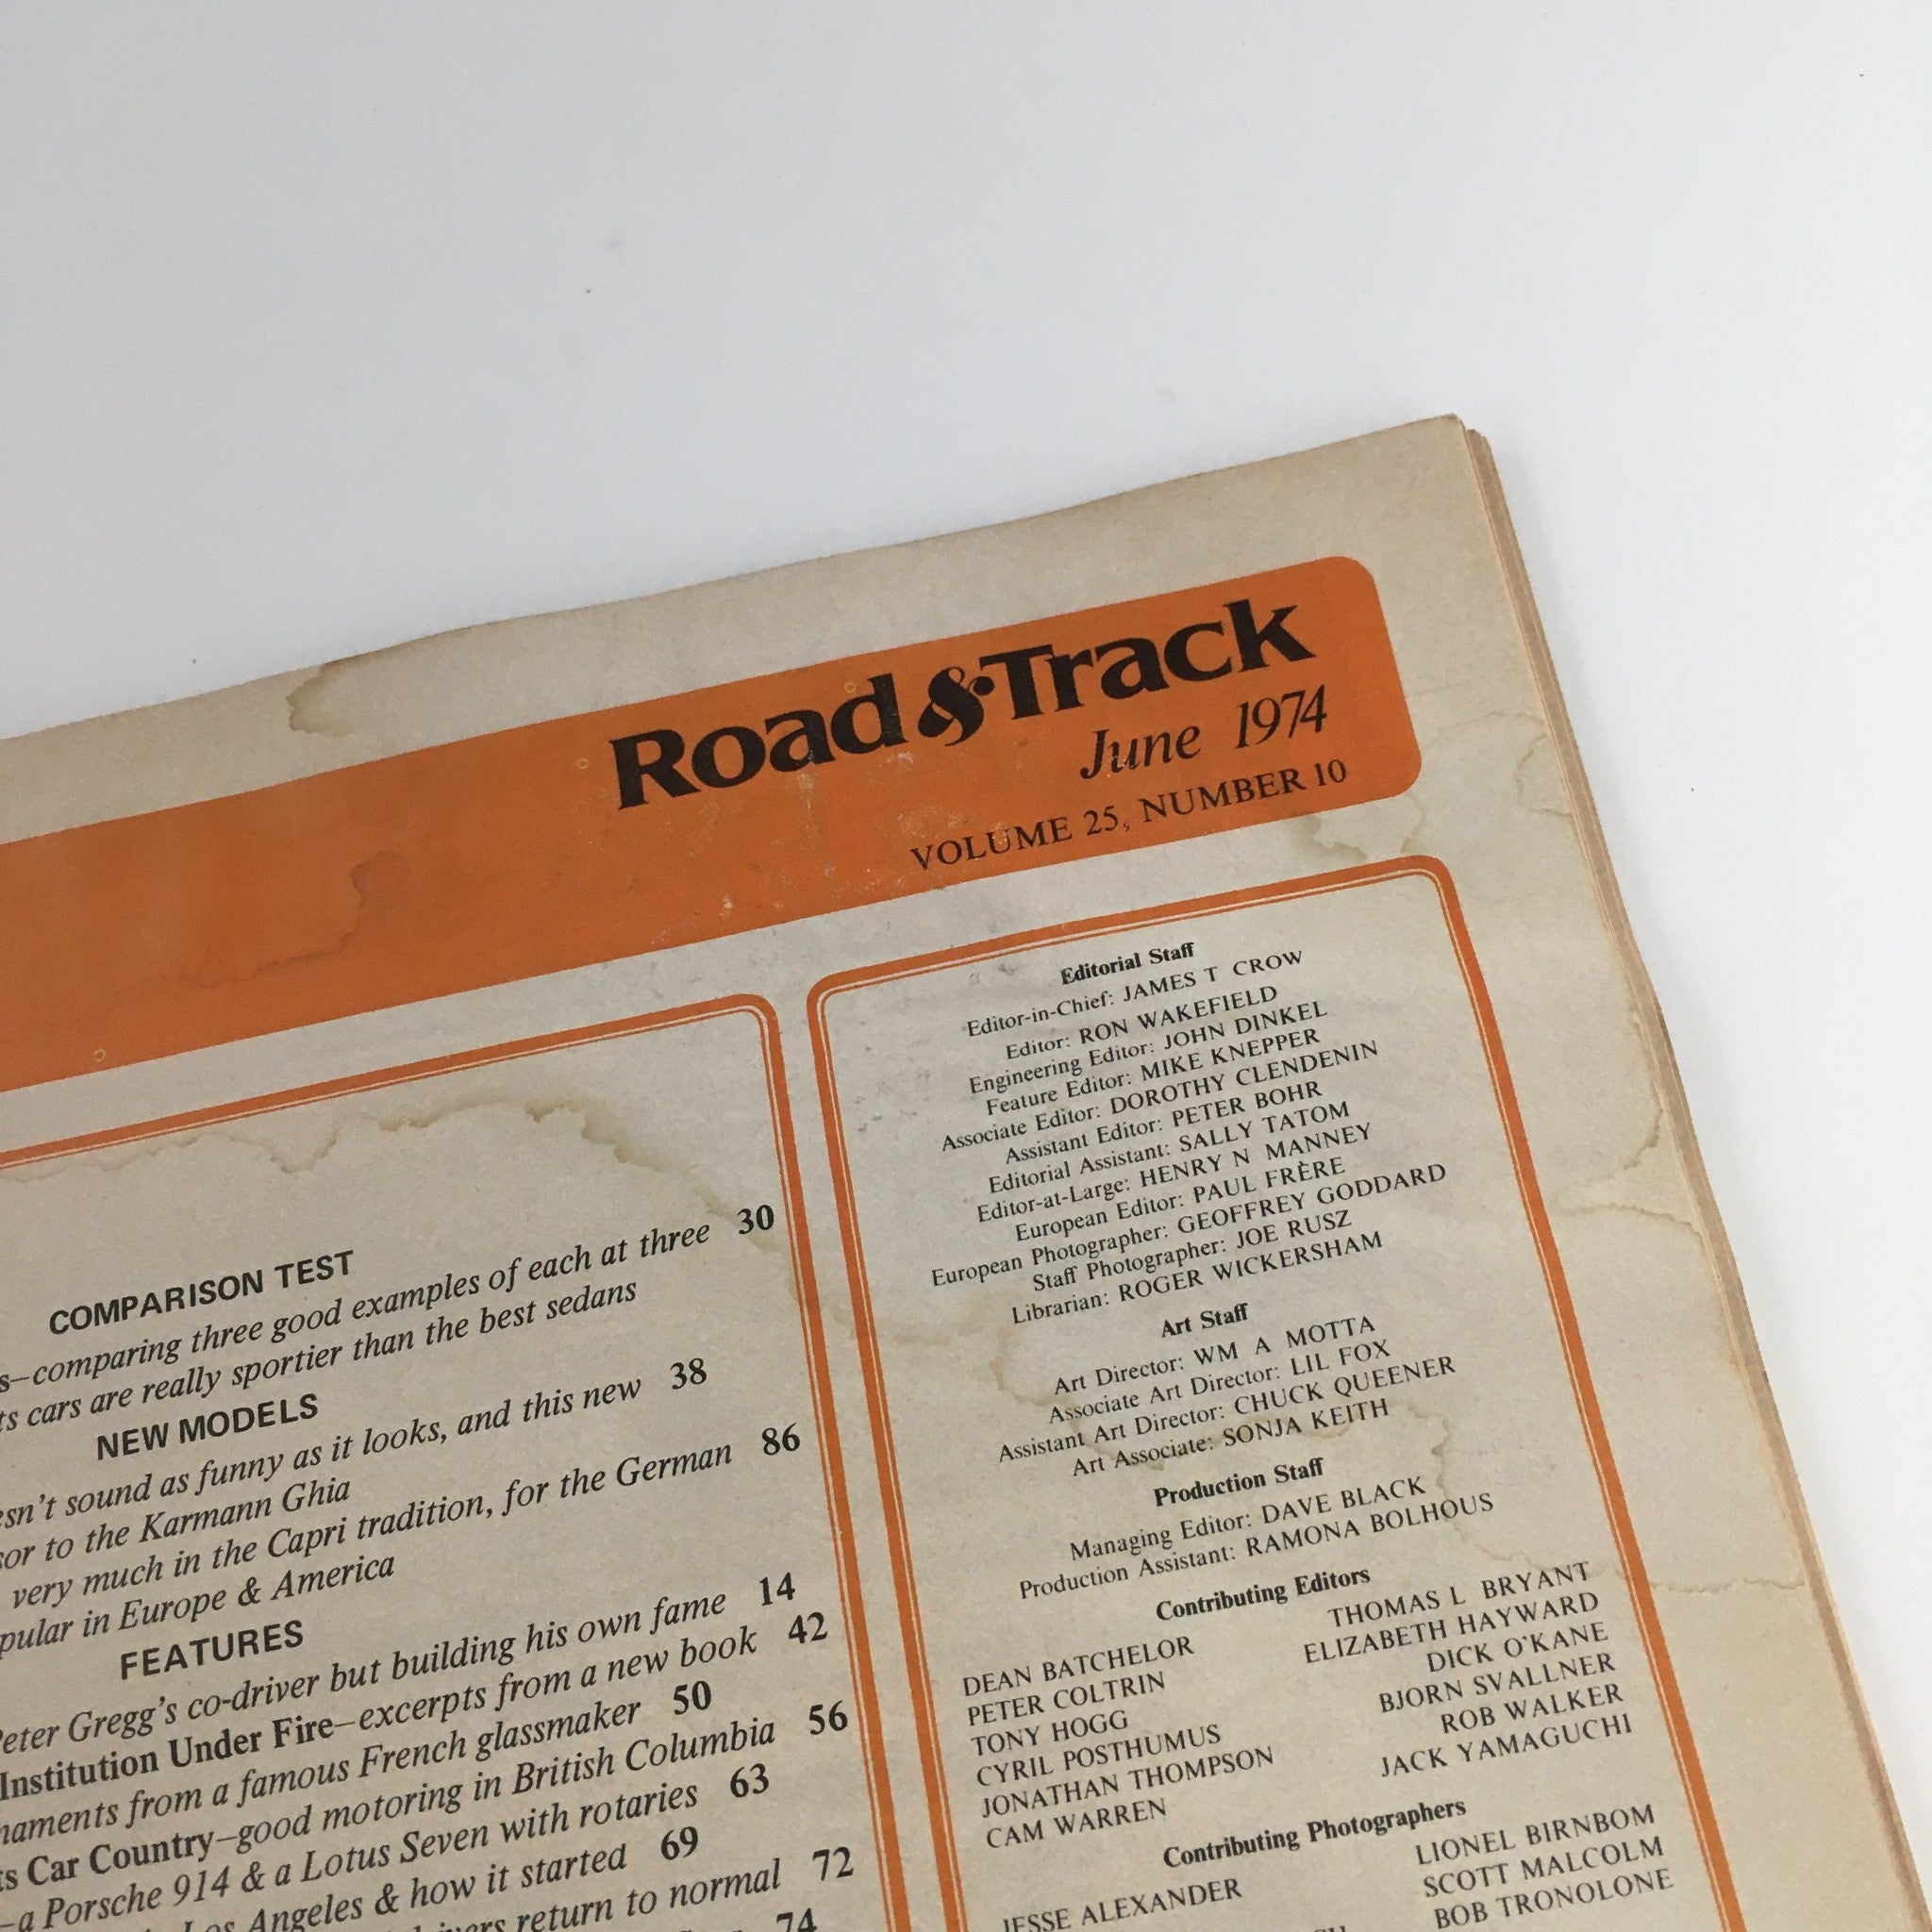 Road & Track
June 1974
VOLUME 25, NUMBER 10
COMPARISON TEST
comparing three good examples of each at three 30
cars are really sportier than the best sedans
NEW MODELS
sound as funny as it looks, and this new 38
to the Karmann Ghia
very much in the Capri tradition, for the German 86
in Europe & America
FEATURES
Peter Gregg's co-driver but building his own fame 14
Institution Under Fire–excerpts from a new book 42
from a famous French glassmaker 50
Car Country–good motoring in British Columbia 56
–a Porsche 914 & a Lotus Seven with rotaries 63
Los Angeles & how it started 69
return to normal 72
74
Editorial Staff
Editor-in-Chief: JAMES T CROW
Editor: RON WAKEFIELD
Engineering Editor: JOHN DINKEL
Feature Editor: MIKE KNEPPER
Associate Editor: DOROTHY CLENDENIN
Assistant Editor: PETER BOHR
Editorial Assistant: SALLY TATOM
Editor-at-Large: HENRY N MANNEY
European Editor: PAUL FRÈRE
European Photographer: GEOFFREY GODDARD
Staff Photographer: JOE RUSZ
Librarian: ROGER WICKERSHAM
Art Staff
Art Director: WM A MOTTA
Associate Art Director: LIL FOX
Assistant Art Director: CHUCK QUEENER
Art Associate: SONJA KEITH
Production Staff
Managing Editor: DAVE BLACK
Production Assistant: RAMONA BOLHOUS
Contributing Editors
DEAN BATCHELOR THOMAS L BRYANT
PETER COLTRIN ELIZABETH HAYWARD
TONY HOGG DICK O'KANE
CYRIL POSTHUMUS BJORN SVALLNER
JONATHAN THOMPSON ROB WALKER
CAM WARREN JACK YAMAGUCHI
Contributing Photographers
LIONEL BIRNBOM
JESSE ALEXANDER SCOTT MALCOLM
BOB TRONOLONE